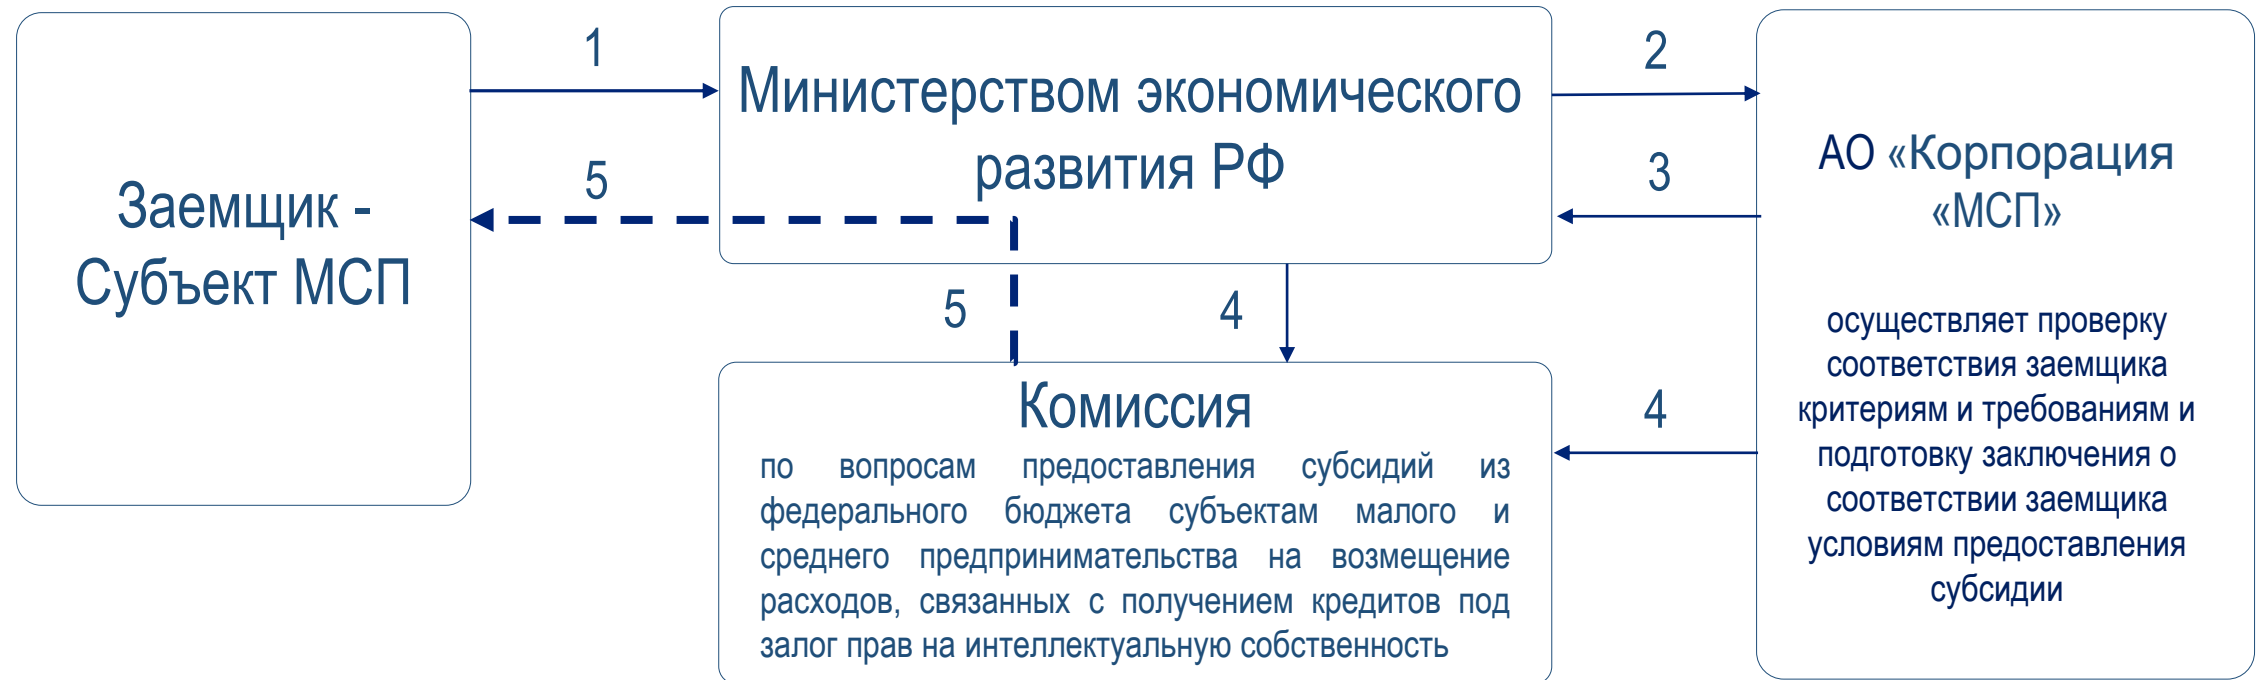 Заемщик -
Субъект МСП
1
5
Министерством экономического
развития РФ
2
3
АО «Корпорация
«МСП»
осуществляет проверку
соответствия заемщика
критериям и требованиям и
подготовку заключения о
соответствии заемщика
условиям предоставления
субсидии
5
4
4
Комиссия
по вопросам предоставления субсидий из
федерального бюджета субъектам малого и
среднего предпринимательства на возмещение
расходов, связанных с получением кредитов под
залог прав на интеллектуальную собственность